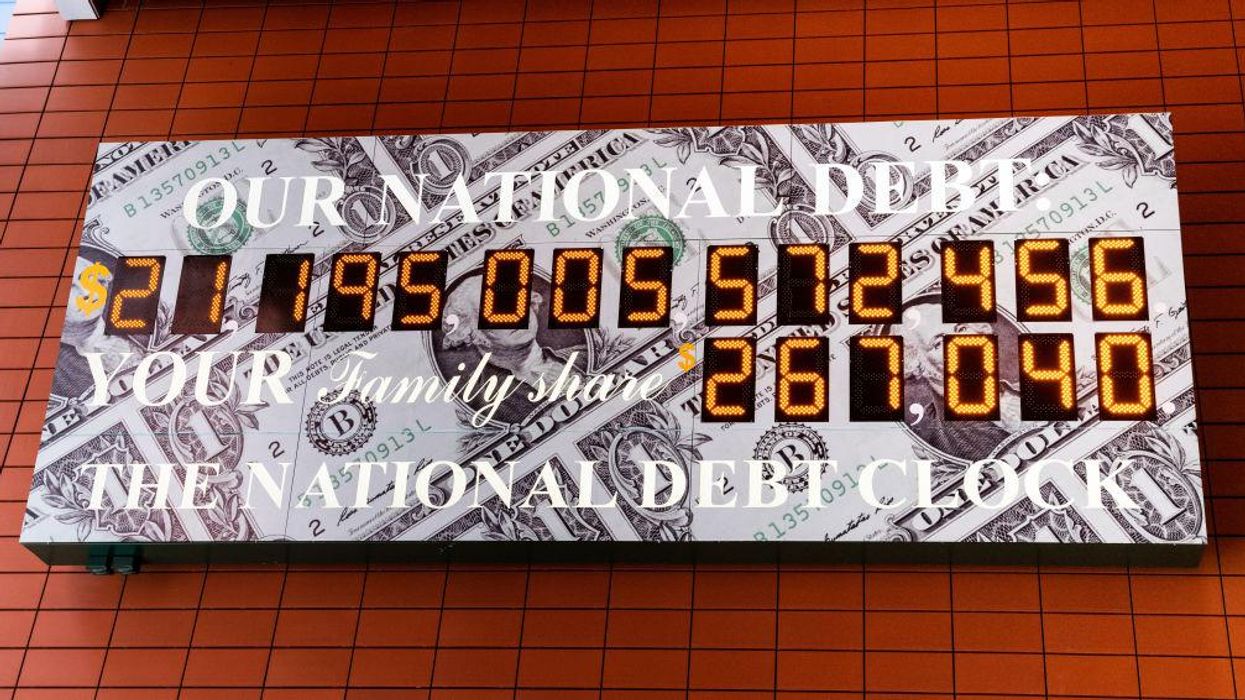 OUR NATIONAL DEBT:
$21,195,005,572,456
YOUR Family share $267,040
THE NATIONAL DEBT CLOCK